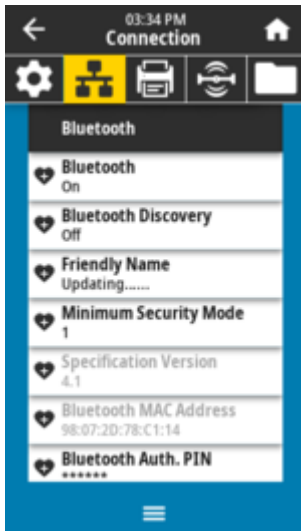 03:34 PM
Connection
Bluetooth
Bluetooth
On
Bluetooth Discovery
Off
Friendly Name
Updating......
Minimum Security Mode
1
Specification Version
4.1
Bluetooth MAC Address
98:07:2D:78:C1:14
Bluetooth Auth. PIN
******